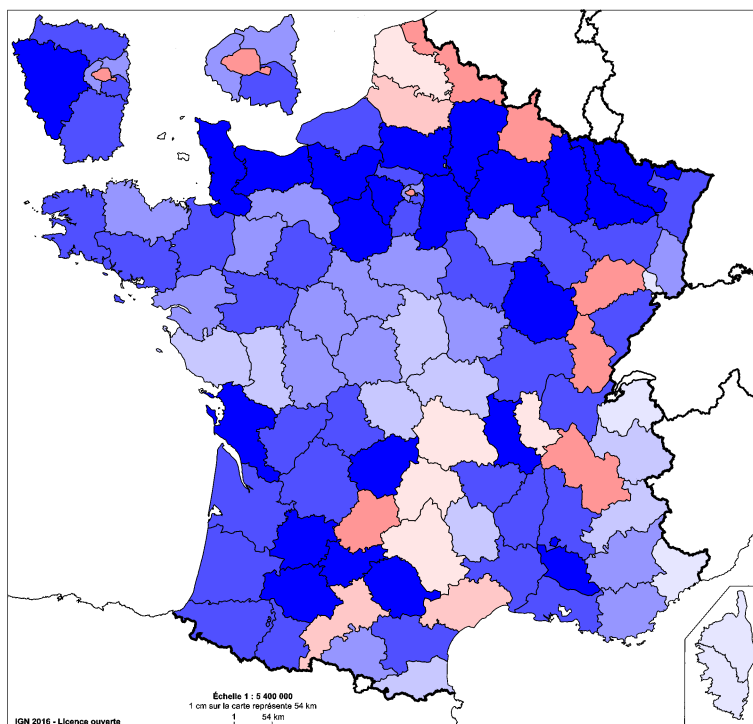 Échelle 1 : 5 400 000
1 cm sur la carte représente 54 km
1 54 km
IGN 2016 - Licence ouverte